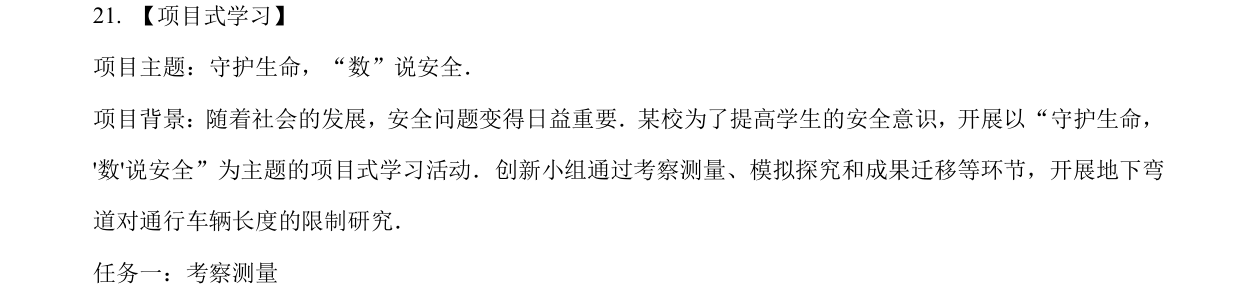 21. 【项目式学习】
项目主题：守护生命，“数”说安全．
项目背景：随着社会的发展，安全问题变得日益重要．某校为了提高学生的安全意识，开展以“守护生命，
'数'说安全”为主题的项目式学习活动．创新小组通过考察测量、模拟探究和成果迁移等环节，开展地下弯
道对通行车辆长度的限制研究．
任务一：考察测量